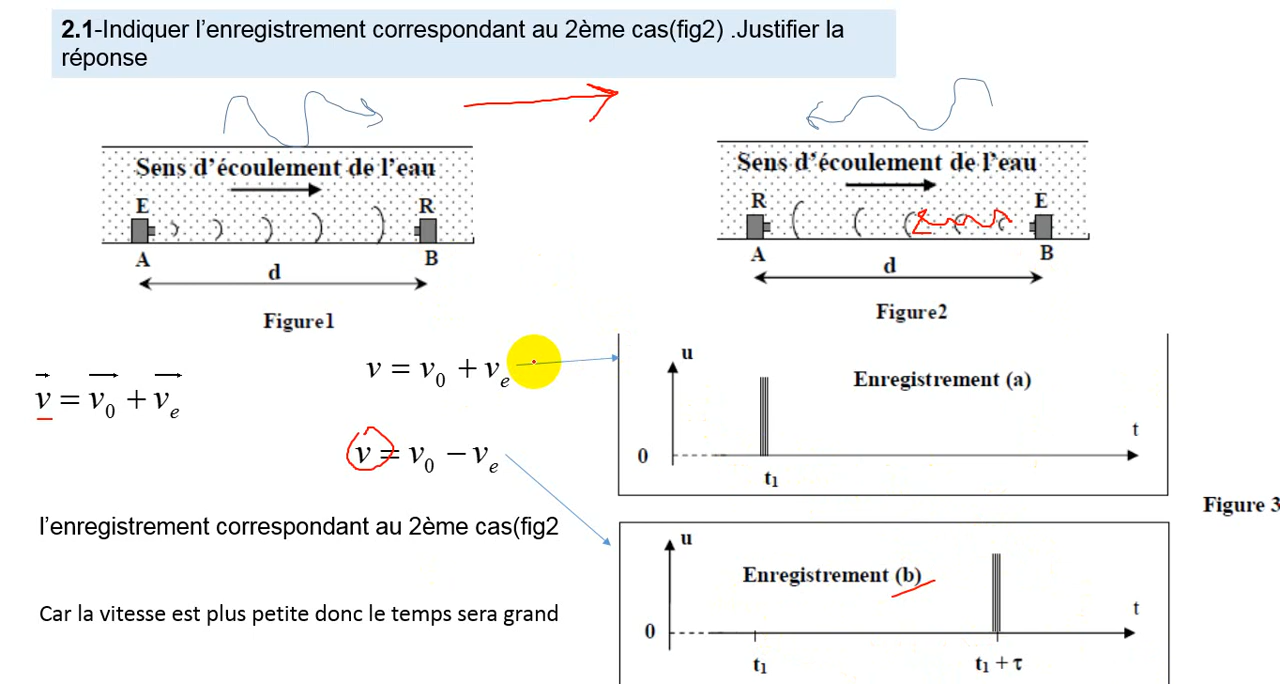 2.1-Indiquer l’enregistrement correspondant au 2ème cas(fig2) .Justifier la
réponse
Sens d’écoulement de l’eau
E
R
A
B
d
Figure1
Sens d’écoulement de l’eau
R
E
A
B
d
Figure2
v = v0 + ve
v = v0 + ve
v = v0 − ve
l’enregistrement correspondant au 2ème cas(fig2
Car la vitesse est plus petite donc le temps sera grand
u
Enregistrement (a)
t
0
t1
Figure 3
u
Enregistrement (b)
t
0
t1
t1 + τ